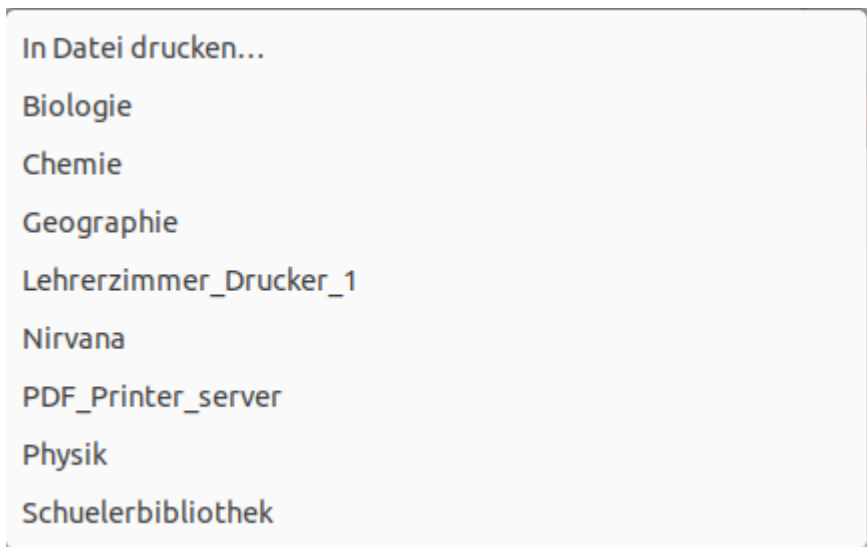 In Datei drucken...
Biologie
Chemie
Geographie
Lehrerzimmer_Drucker_1
Nirvana
PDF_Printer_server
Physik
Schuelerbibliothek